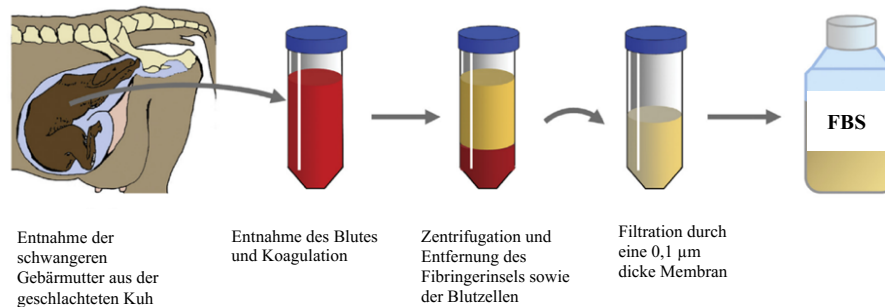 FBS
Entnahme der
schwangeren
Gebärmutter aus der
geschlachteten Kuh
Entnahme des Blutes
und Koagulation
Zentrifugation und
Entfernung des
Fibringerinsels sowie
der Blutzellen
Filtration durch
eine 0,1 µm
dicke Membran